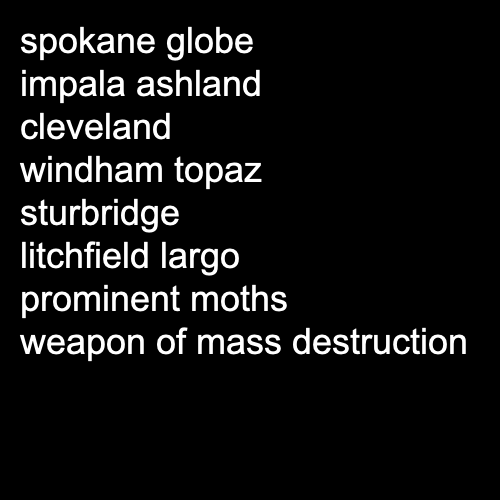 spokane globe
impala ashland
cleveland
windham topaz
sturbridge
litchfield largo
prominent moths
weapon of mass destruction